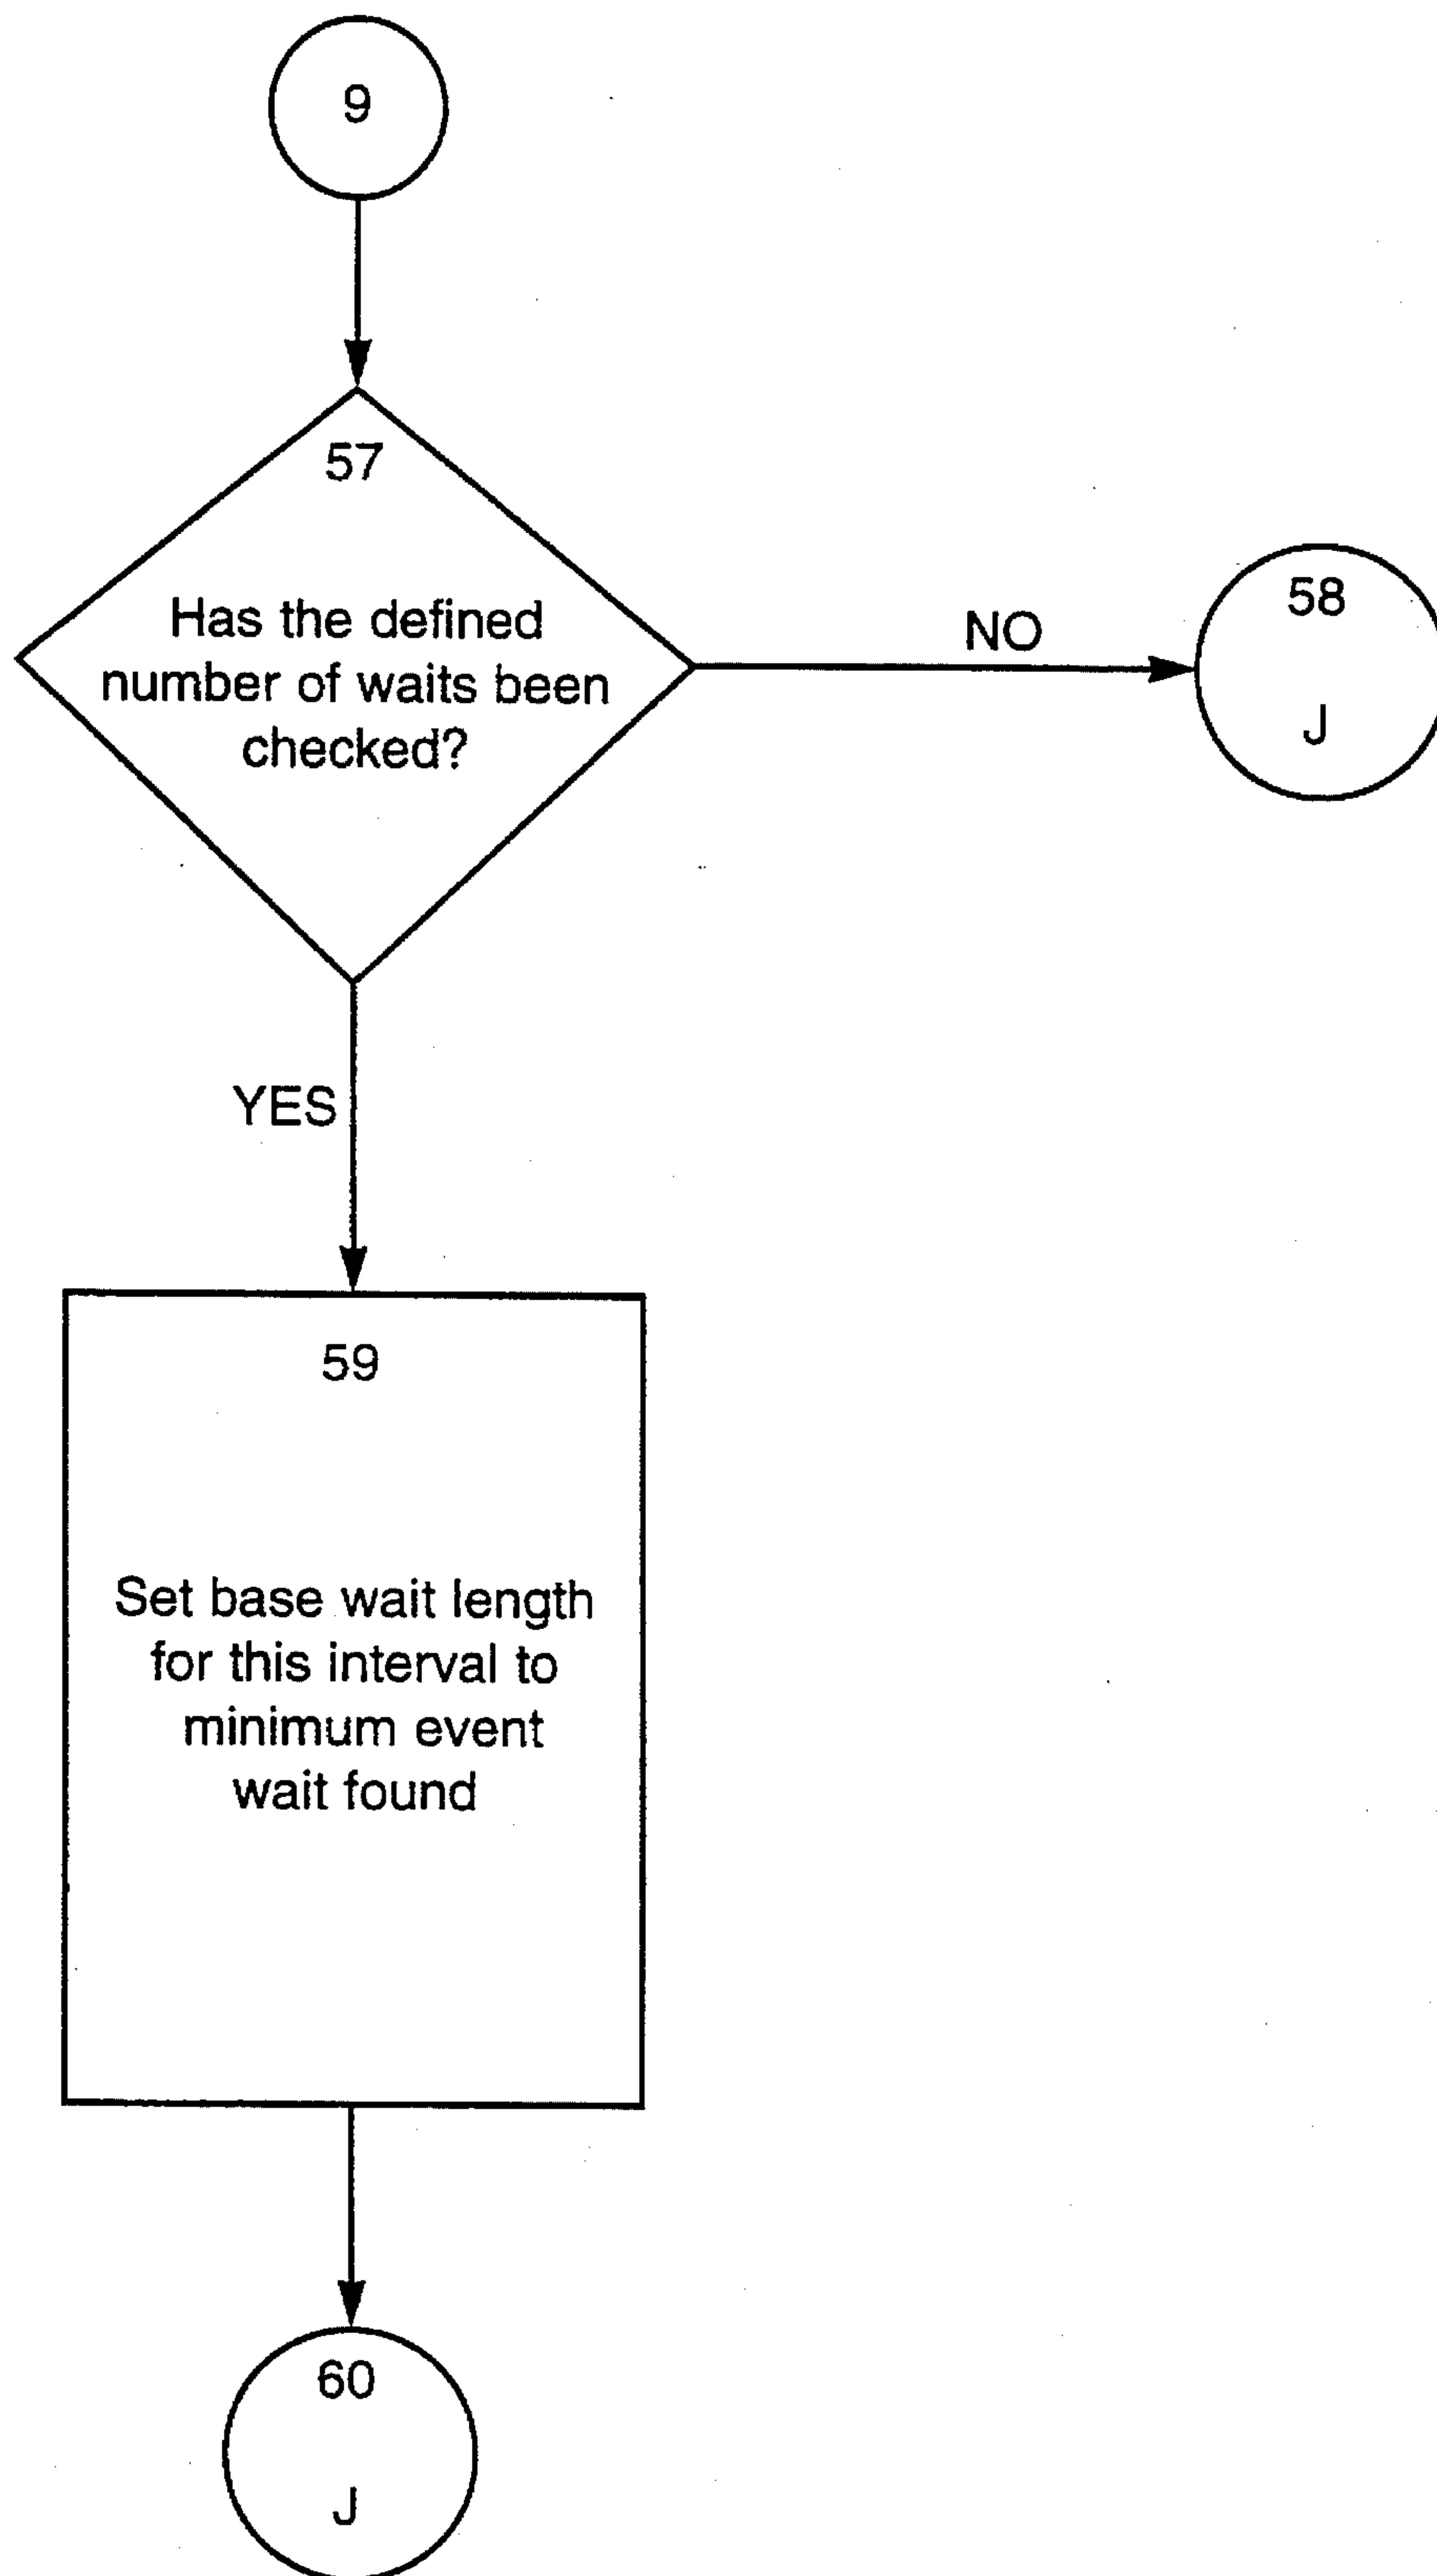 9
57
Has the defined
number of waits been
checked?
NO
58
J
YES
59
Set base wait length
for this interval to
minimum event
wait found
60
J